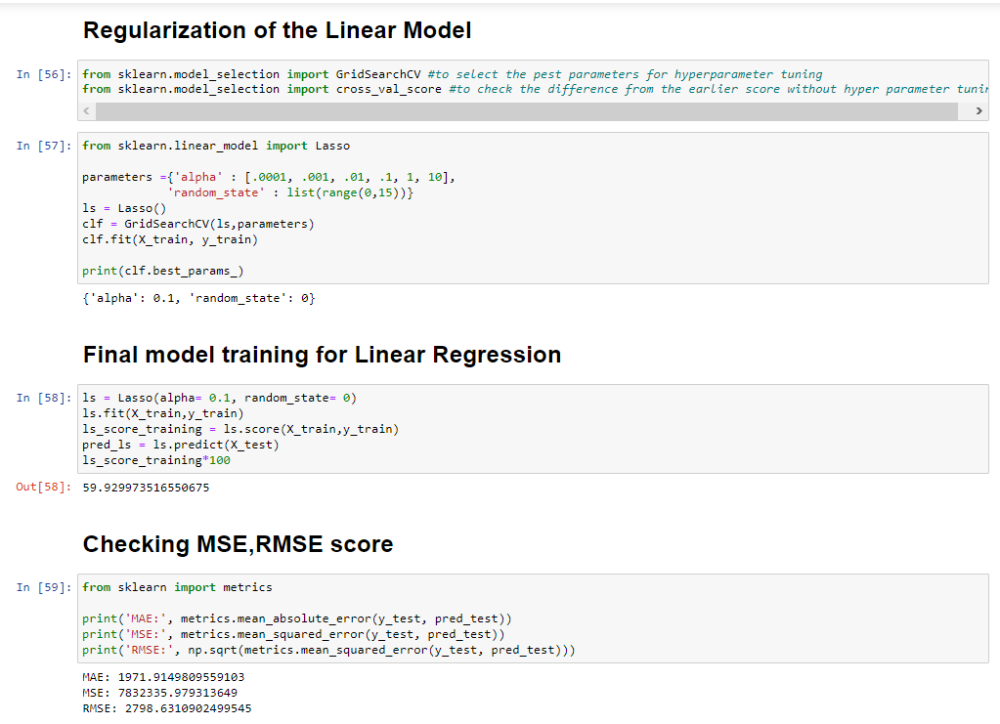 Regularization of the Linear Model
In [56]: from sklearn.model_selection import GridSearchCV #to select the pest parameters for hyperparameter tuning
from sklearn.model_selection import cross_val_score #to check the difference from the earlier score without hyper parameter
In [57]: from sklearn.linear_model import Lasso
parameters ={'alpha' : [.0001, .001, .01, .1, 1, 10],
'random_state' : list(range(0,15))}
ls = Lasso()
clf = GridSearchCV(ls,parameters)
clf.fit(X_train, y_train)
print(clf.best_params_)
{'alpha': 0.1, 'random_state': 0}
Final model training for Linear Regression
In [58]: ls = Lasso(alpha= 0.1, random_state= 0)
ls.fit(X_train,y_train)
ls_score_training = ls.score(X_train,y_train)
pred_ls = ls.predict(X_test)
ls_score_training*100
Out[58]: 59.929973516550675
Checking MSE,RMSE score
In [59]: from sklearn import metrics
print('MAE:', metrics.mean_absolute_error(y_test, pred_test))
print('MSE:', metrics.mean_squared_error(y_test, pred_test))
print('RMSE:', np.sqrt(metrics.mean_squared_error(y_test, pred_test)))
MAE: 1971.9149809559103
MSE: 7832335.979313649
RMSE: 2798.6310902499545